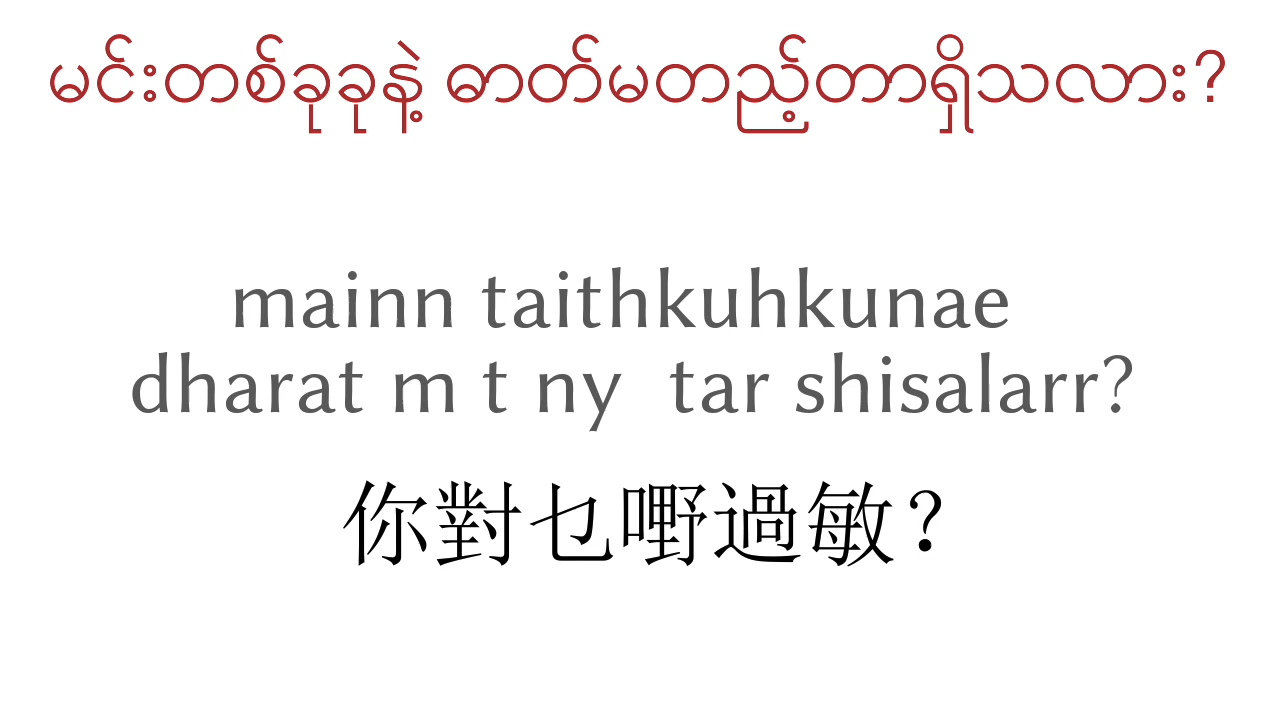 မင်းတစ်ခုခုနဲ့ ဓာတ်မတည့်တာရှိသလား?
mainn taithkuhkunae
dharat m t ny  tar shisalarr?
你對乜嘢過敏？